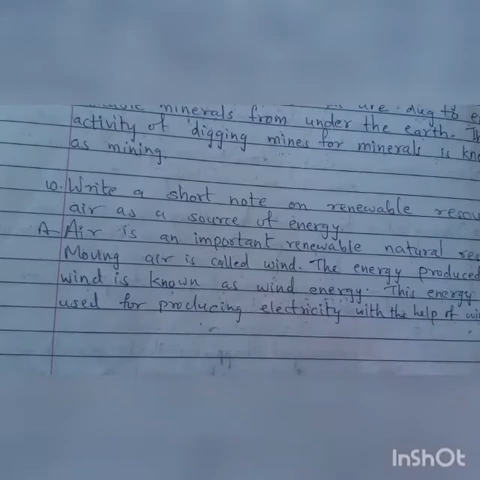 minerals from under the earth.
activity of digging mines for minerals is
as mining.
10. Write a short note on renewable
air as a source of energy
A. Air is an important renewable natural
Moung air is called wind. The energy produced
wind is known as wind energy. This energy
used for producing electricity with the help of
InShOt